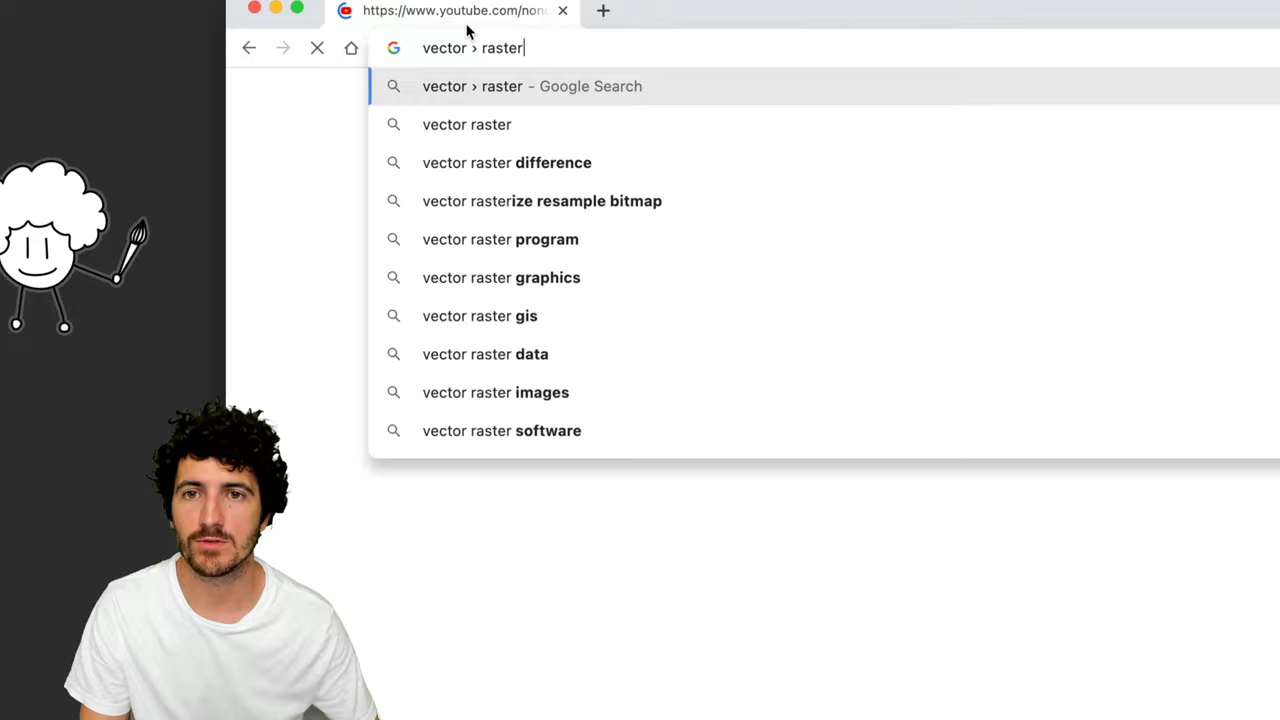 https://www.youtube.com/nono
vector › raster
vector › raster - Google Search
vector raster
vector raster difference
vector rasterize resample bitmap
vector raster program
vector raster graphics
vector raster gis
vector raster data
vector raster images
vector raster software